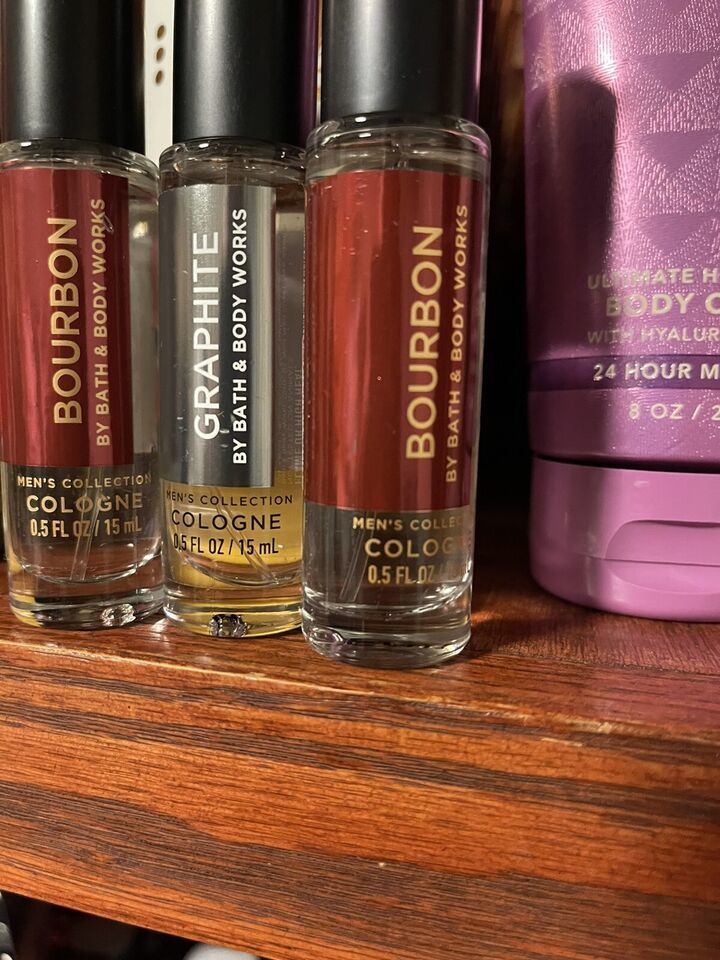 BOURBON
BY BATH & BODY WORKS
MEN'S COLLECTION
COLOGNE
0.5 FL OZ / 15 mL
GRAPHITE
BY BATH & BODY WORKS
MEN'S COLLECTION
COLOGNE
0.5 FL OZ / 15 mL
BOURBON
BY BATH & BODY WORKS
MEN'S COLLEC
COLOG
0.5 FL OZ /
ULTIMATE H
BODY C
WITH HYALUR
24 HOUR M
8 OZ / 2